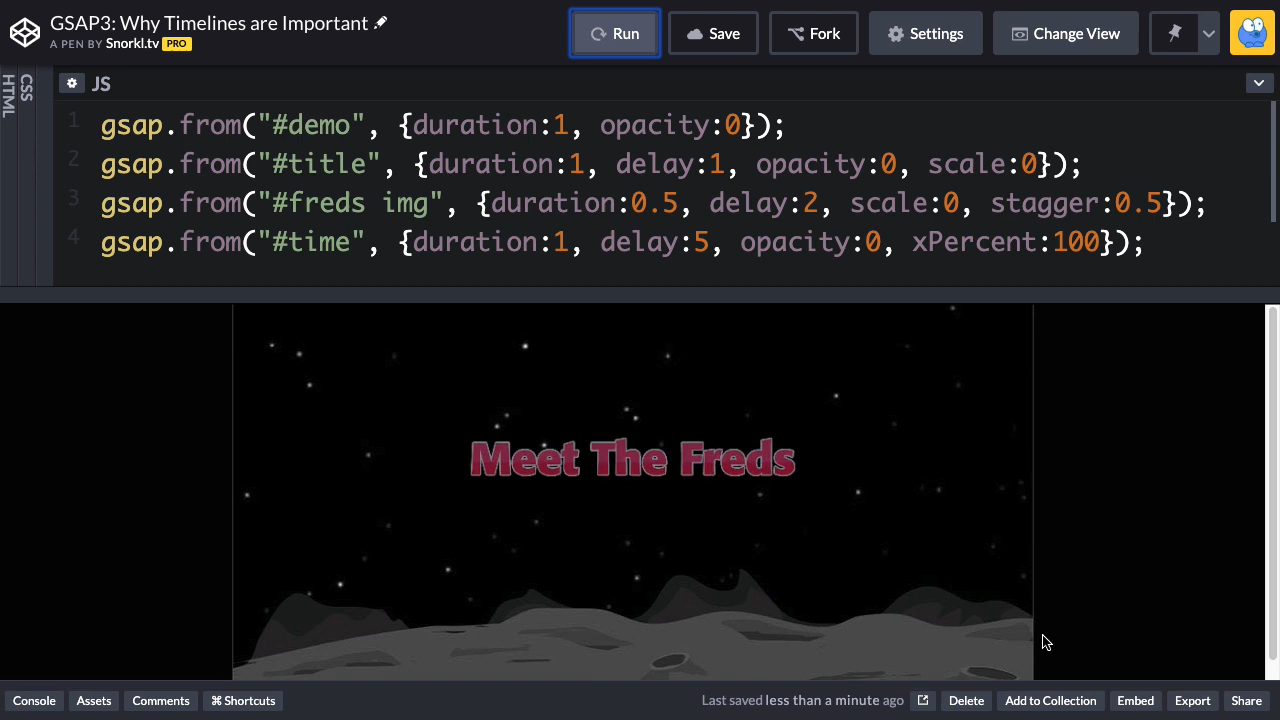 GSAP3: Why Timelines are Important
A PEN BY Snorkl.tv PRO
Run
Save
Fork
Settings
Change View
HTML
CSS
JS
1 gsap.from("#demo", {duration:1, opacity:0});
2 gsap.from("#title", {duration:1, delay:1, opacity:0, scale:0});
3 gsap.from("#freds img", {duration:0.5, delay:2, scale:0, stagger:0.5});
4 gsap.from("#time", {duration:1, delay:5, opacity:0, xPercent:100});
Meet The Freds
Console
Assets
Comments
⌘ Shortcuts
Last saved less than a minute ago
Delete
Add to Collection
Embed
Export
Share